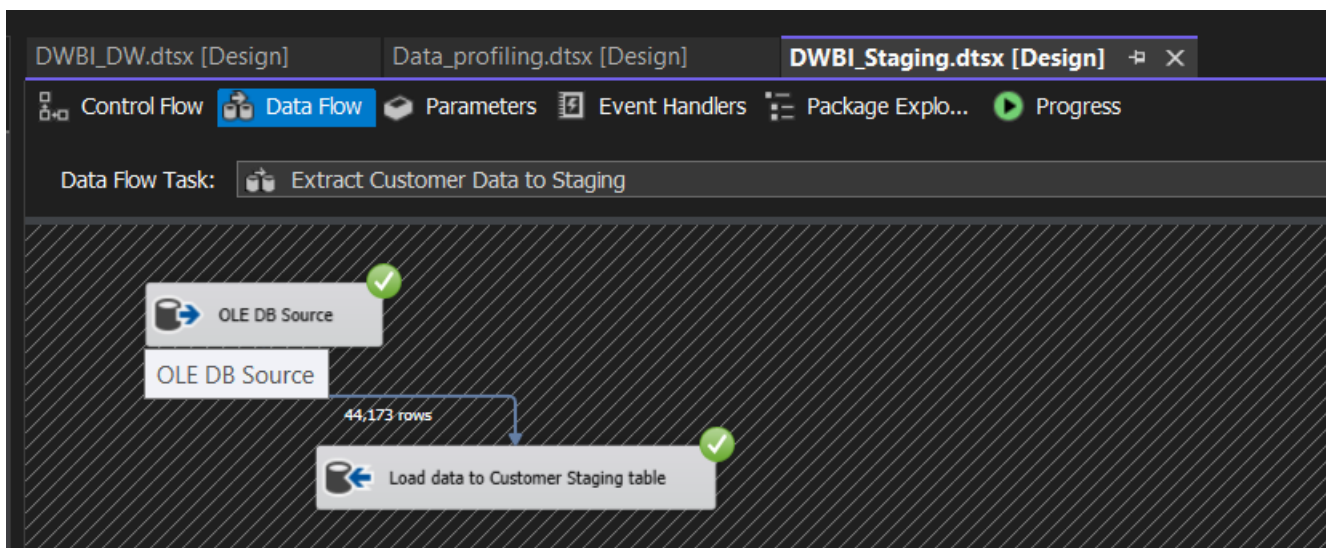 DWBI_DW.dtsx [Design] Data_profiling.dtsx [Design] DWBI_Staging.dtsx [Design]
Control Flow Data Flow Parameters Event Handlers Package Explo... Progress
Data Flow Task: Extract Customer Data to Staging
OLE DB Source
OLE DB Source
44,173 rows
Load data to Customer Staging table